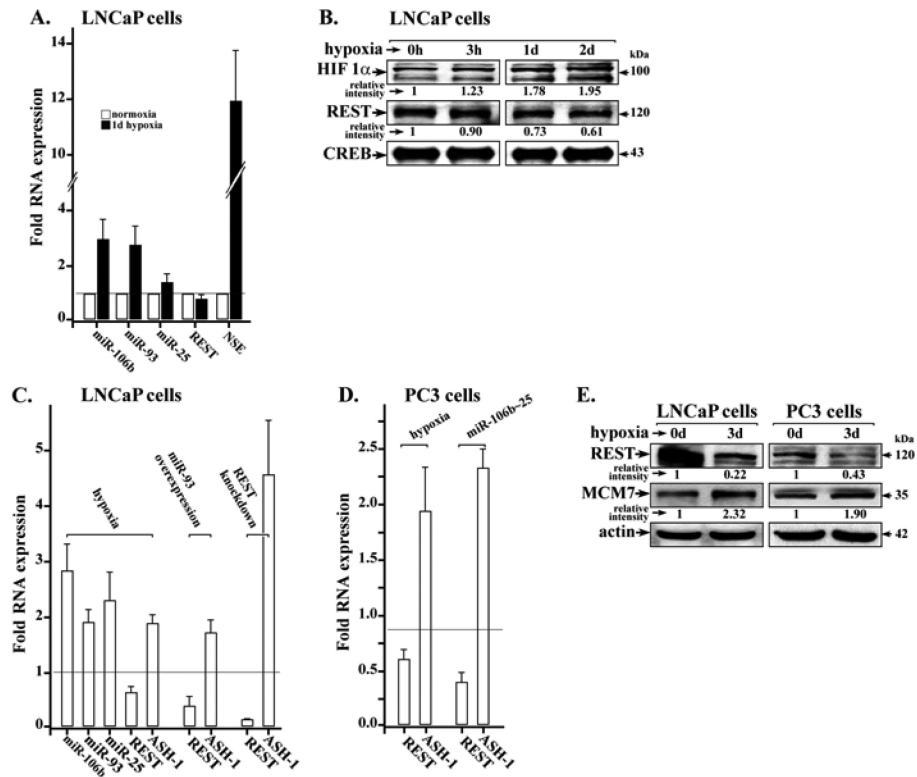 A. LNCaP cells
14
12
10
4
2
0
Fold RNA expression
normoxia
1d hypoxia
miR-106b
miR-93
miR-25
REST
NSE
B. LNCaP cells
hypoxia 0h 3h 1d 2d kDa
HIF 1α 100
relative intensity 1 1.23 1.78 1.95
REST 120
relative intensity 1 0.90 0.73 0.61
CREB 43
C. LNCaP cells
5
4
3
2
1
0
Fold RNA expression
hypoxia
miR-93 overexpression
REST knockdown
miR-106b
miR-93
miR-25
REST
ASH-1
REST
ASH-1
REST
ASH-1
D. PC3 cells
2.5
2.0
1.5
1.0
0.5
0.0
Fold RNA expression
hypoxia
miR-106b~25
REST
ASH-1
REST
ASH-1
E.
LNCaP cells PC3 cells
hypoxia 0d 3d 0d 3d kDa
REST 120
relative intensity 1 0.22 1 0.43
MCM7 35
relative intensity 1 2.32 1 1.90
actin 42